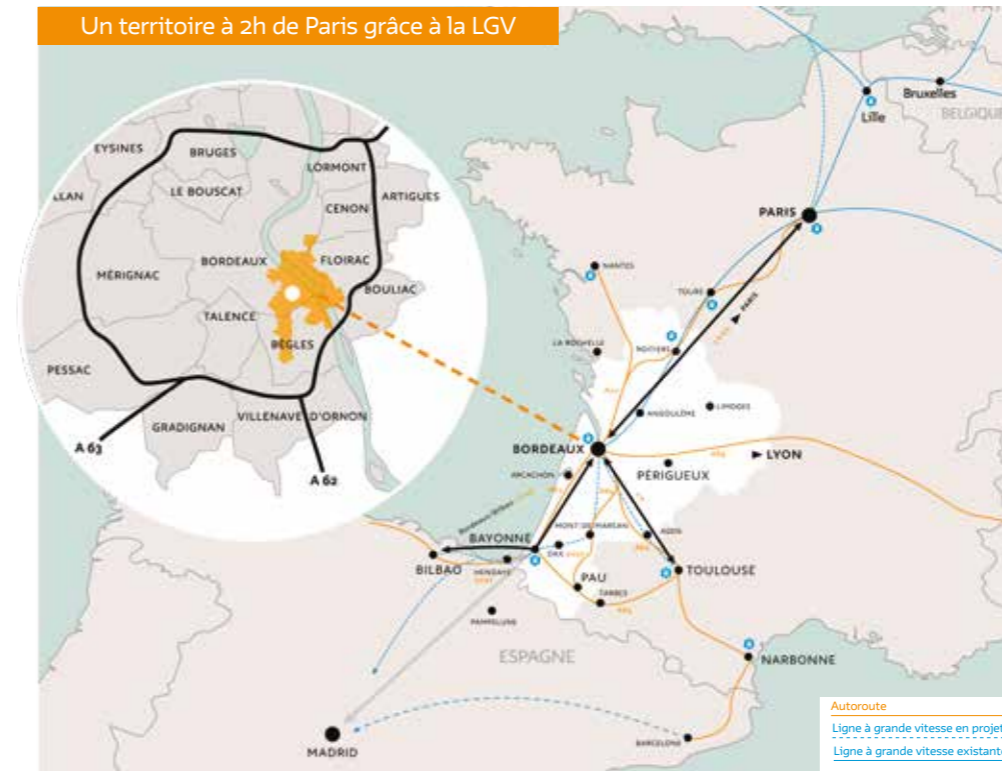 Un territoire à 2h de Paris grâce à la LGV
EYSINES
BRUGES
LORMONT
LE BOUSCAT
CENON
ARTIGUES
MÉRIGNAC
BORDEAUX
FLOIRAC
BOULIAC
TALENCE
BÈGLES
PESSAC
GRADIGNAN
VILLENAVE D'ORNON
A 63
A 62
Bruxelles
Lille
BELGIQUE
PARIS
NANTES
TOURS
PARIS
LA ROCHELLE
POITIERS
ANGOULÊME
LIMOGES
BORDEAUX
LYON
ARCACHON
PÉRIGUEUX
MONT DE MARSAN
AGEN
BAYONNE
DAX
BILBAO
HENDAYE
PAU
TOULOUSE
TARBES
PAMPELUNE
ESPAGNE
NARBONNE
MADRID
BARCELONE
Autoroute
Ligne à grande vitesse en projet
Ligne à grande vitesse existante